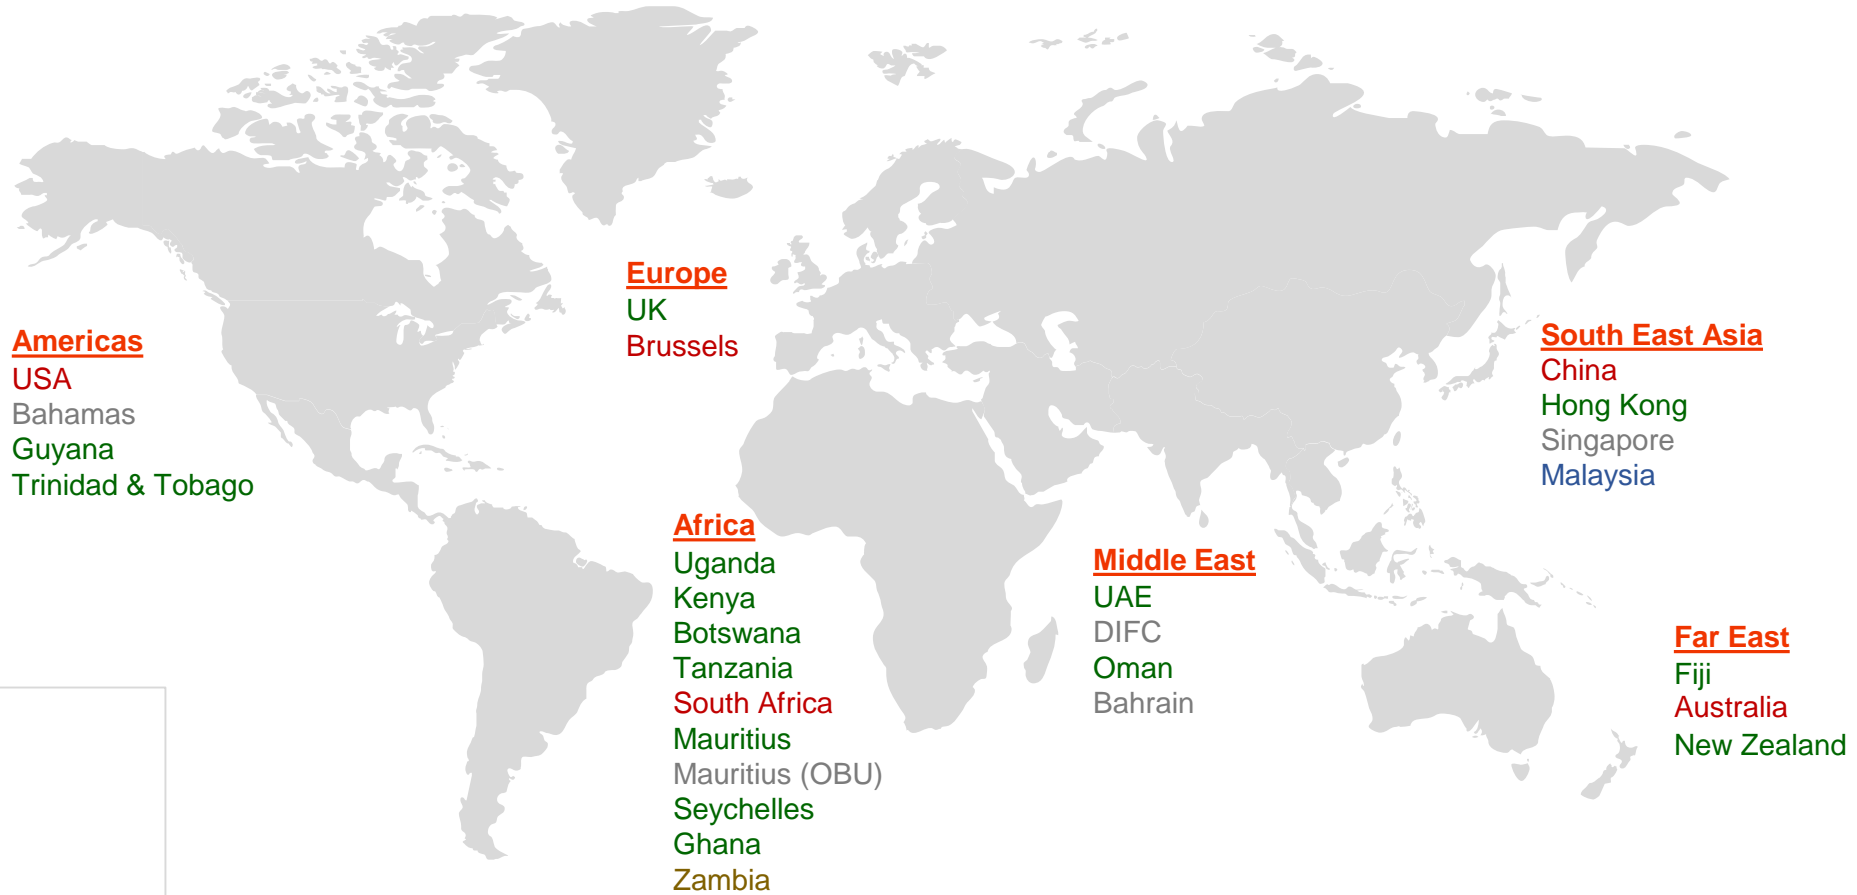 Americas
USA
Bahamas
Guyana
Trinidad & Tobago
Europe
UK
Brussels
Africa
Uganda
Kenya
Botswana
Tanzania
South Africa
Mauritius
Mauritius (OBU)
Seychelles
Ghana
Zambia
Middle East
UAE
DIFC
Oman
Bahrain
South East Asia
China
Hong Kong
Singapore
Malaysia
Far East
Fiji
Australia
New Zealand